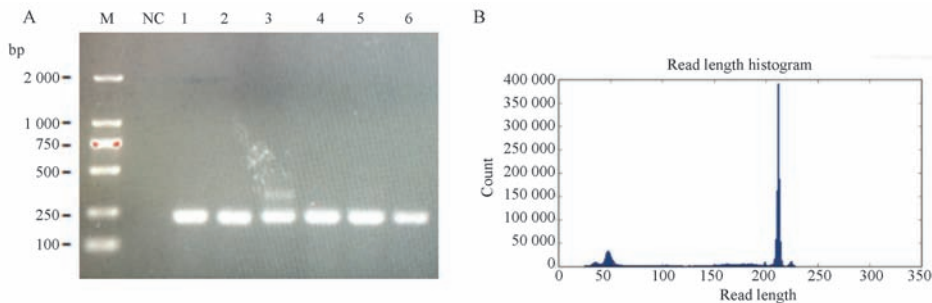 A
M NC 1 2 3 4 5 6
bp
2 000
1 000
750
500
250
100
B
Read length histogram
400 000
350 000
300 000
250 000
200 000
150 000
100 000
50 000
0
Count
0 50 100 150 200 250 300 350
Read length